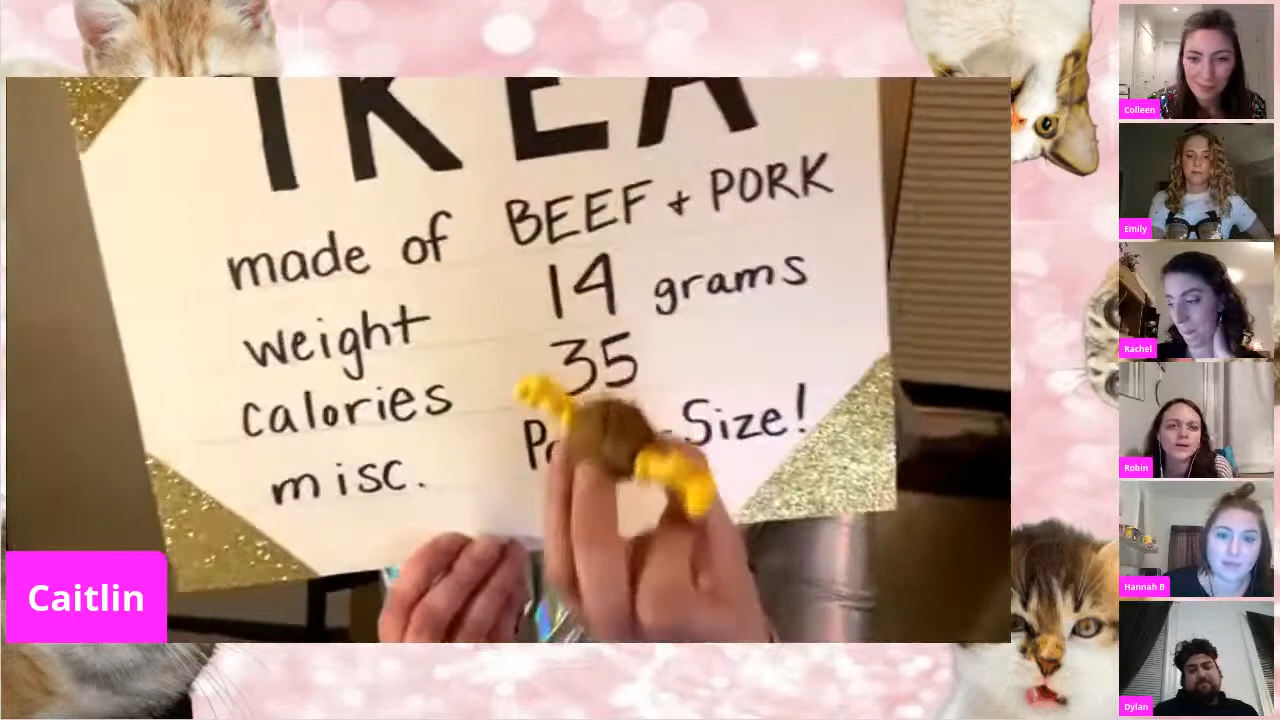 IKEA
made of BEEF + PORK
weight 14 grams
calories 35
misc. -Size!
Caitlin
Colleen
Emily
Rachel
Robin
Hannah B
Dylan